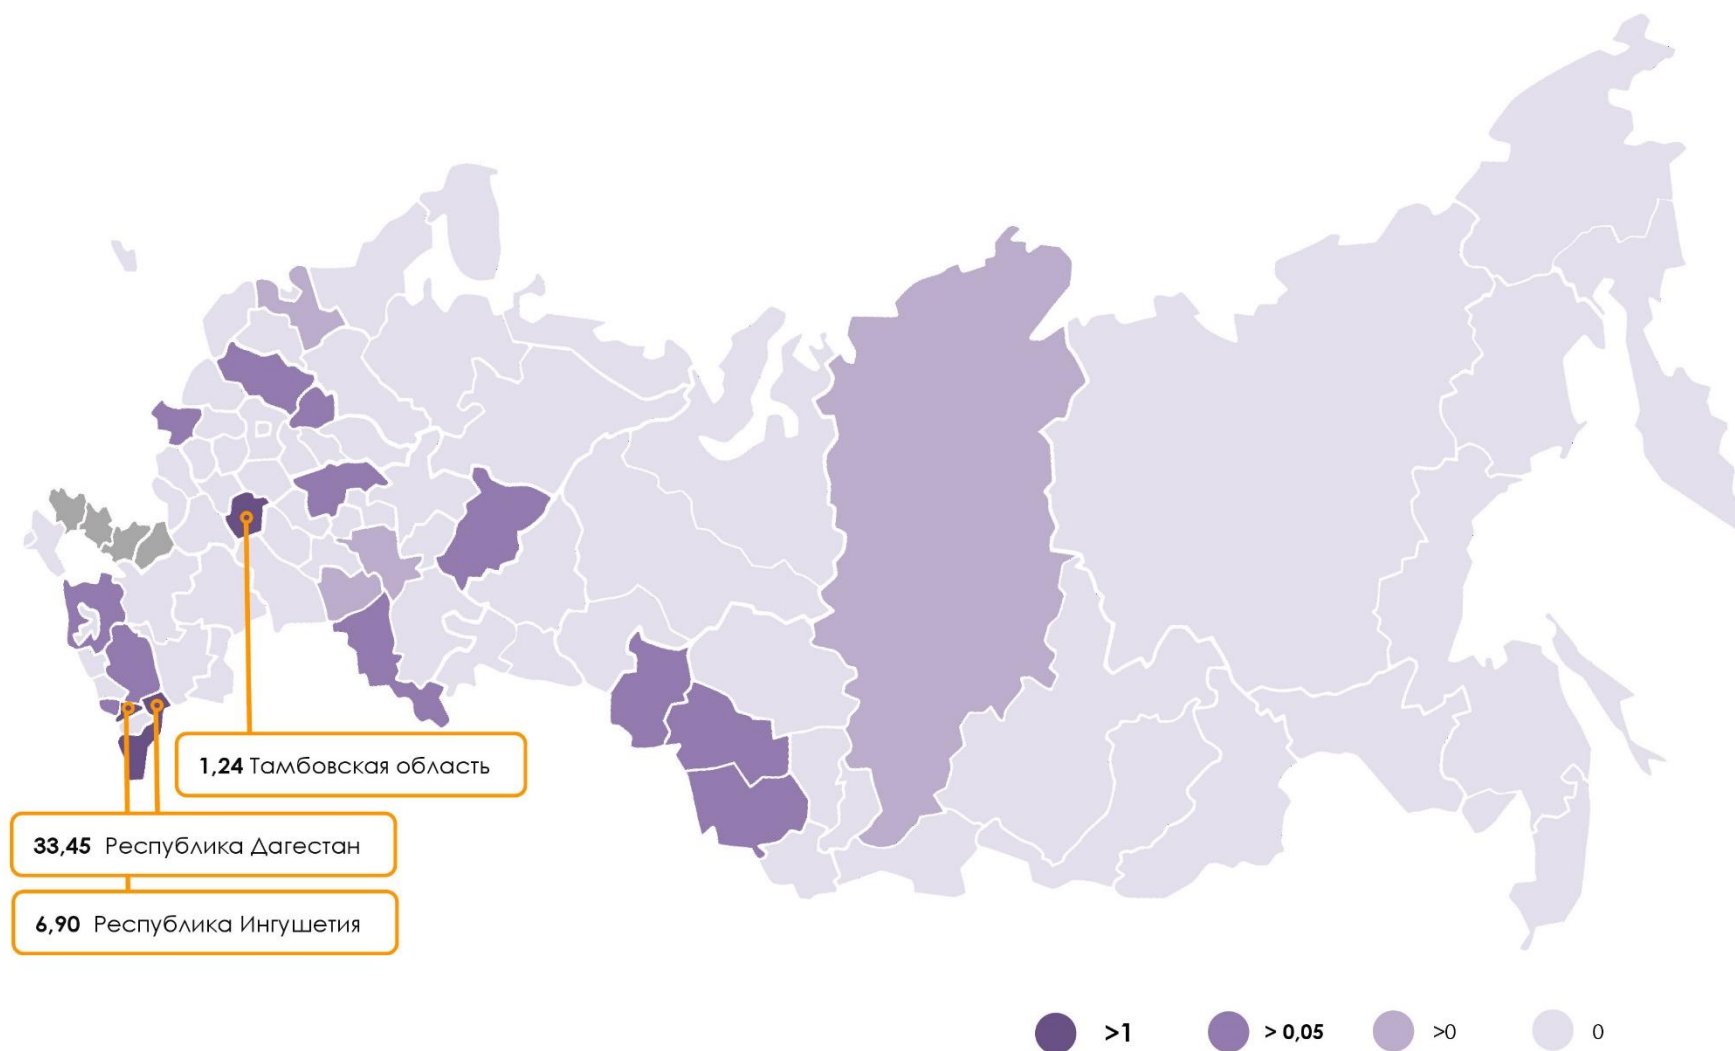 1,24 Тамбовская область
33,45 Республика Дагестан
6,90 Республика Ингушетия
>1 > 0,05 >0 0